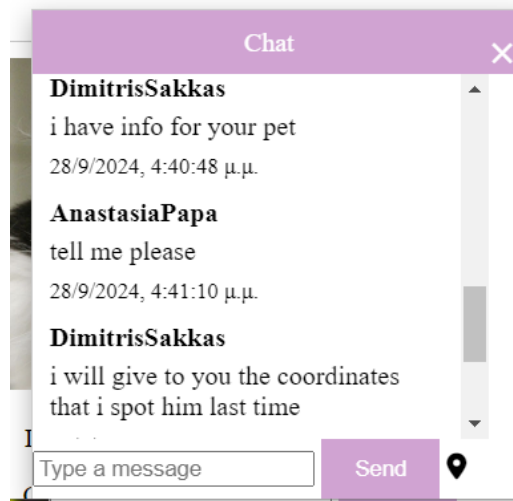 Chat
DimitrisSakkas
i have info for your pet
28/9/2024, 4:40:48 μ.μ.
AnastasiaPapa
tell me please
28/9/2024, 4:41:10 μ.μ.
DimitrisSakkas
i will give to you the coordinates
that i spot him last time
Type a message
Send